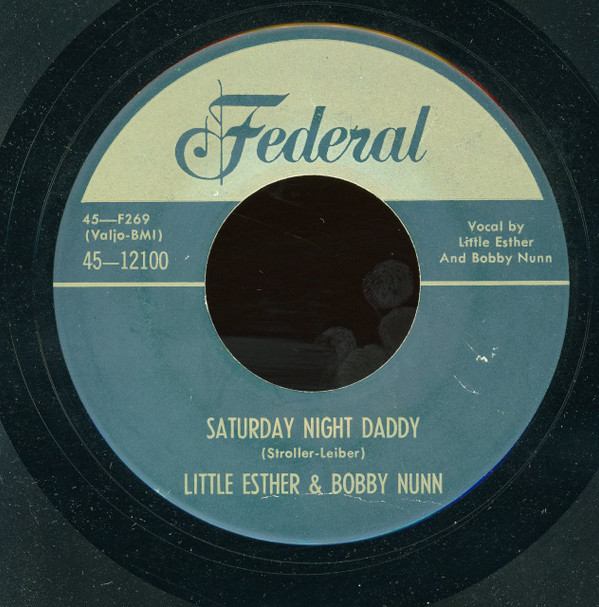 Federal
45—F269
(Valjo-BMI)
45—12100
Vocal by
Little Esther
And Bobby Nunn
SATURDAY NIGHT DADDY
(Stroller-Leiber)
LITTLE ESTHER & BOBBY NUNN